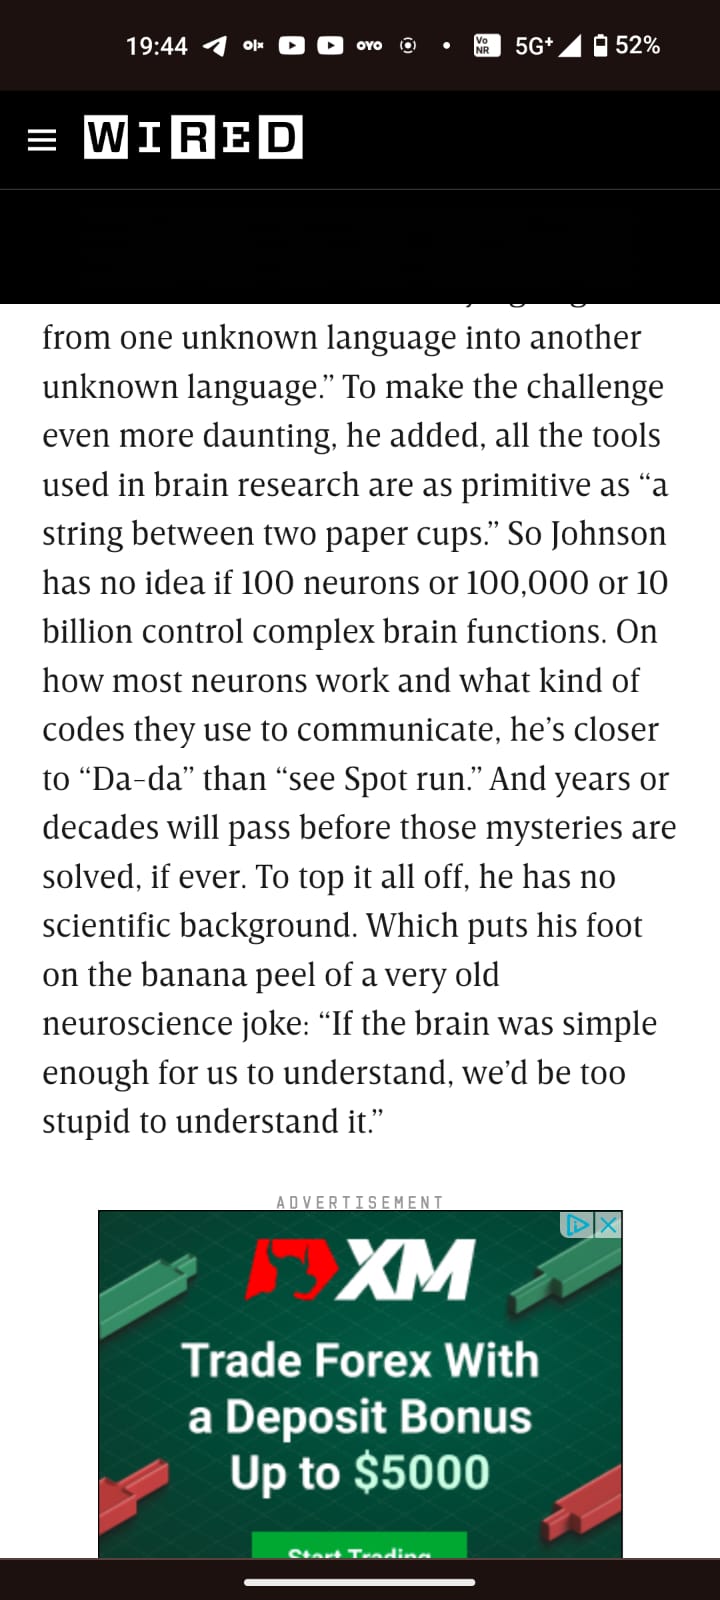 19:44 olx OYO Vo NR 5G+ 52%
WIRED
from one unknown language into another
unknown language.” To make the challenge
even more daunting, he added, all the tools
used in brain research are as primitive as “a
string between two paper cups.” So Johnson
has no idea if 100 neurons or 100,000 or 10
billion control complex brain functions. On
how most neurons work and what kind of
codes they use to communicate, he’s closer
to “Da-da” than “see Spot run.” And years or
decades will pass before those mysteries are
solved, if ever. To top it all off, he has no
scientific background. Which puts his foot
on the banana peel of a very old
neuroscience joke: “If the brain was simple
enough for us to understand, we’d be too
stupid to understand it.”
ADVERTISEMENT
XM
Trade Forex With
a Deposit Bonus
Up to $5000
Start Trading